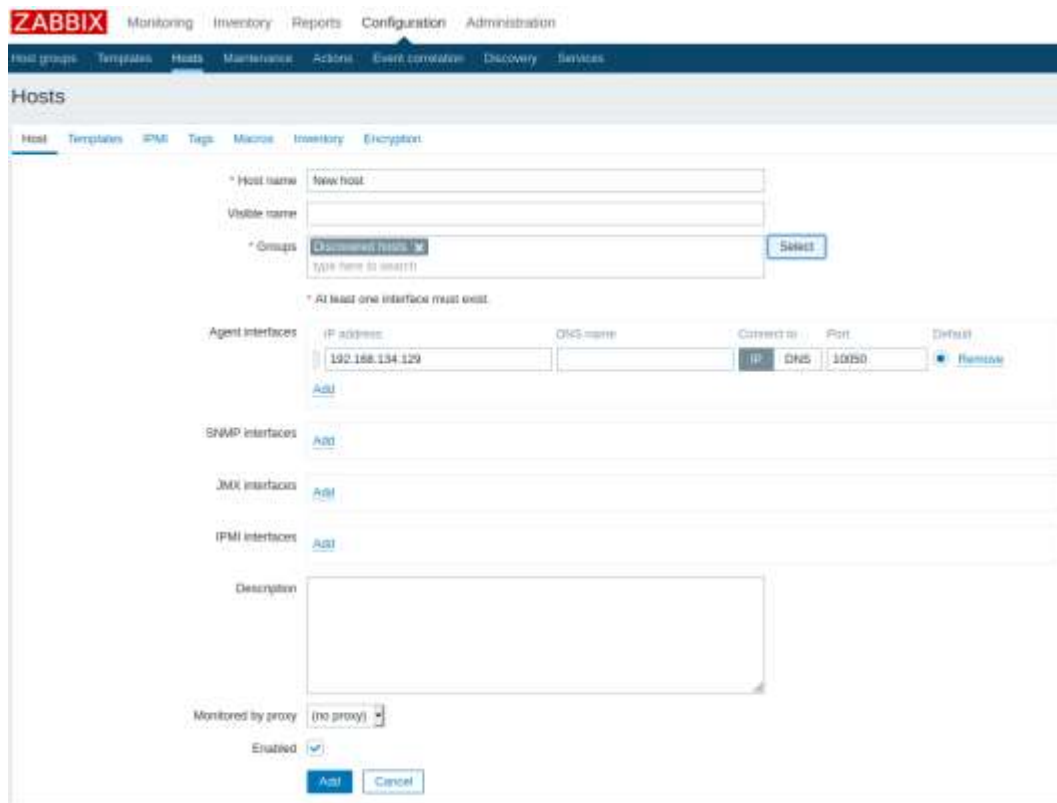 ZABBIX Monitoring Inventory Reports Configuration Administration
Host groups Templates Hosts Maintenance Actions Event correlation Discovery Services
Hosts
Host Templates IPMI Tags Macros Inventory Encryption
* Host name New host
Visible name
* Groups Discovered hosts × Select
type here to search
* At least one interface must exist.
Agent interfaces IP address DNS name Connect to Port Default
192.168.134.129 IP DNS 10050 Remove
Add
SNMP interfaces Add
JMX interfaces Add
IPMI interfaces Add
Description
Monitored by proxy (no proxy)
Enabled
Add Cancel